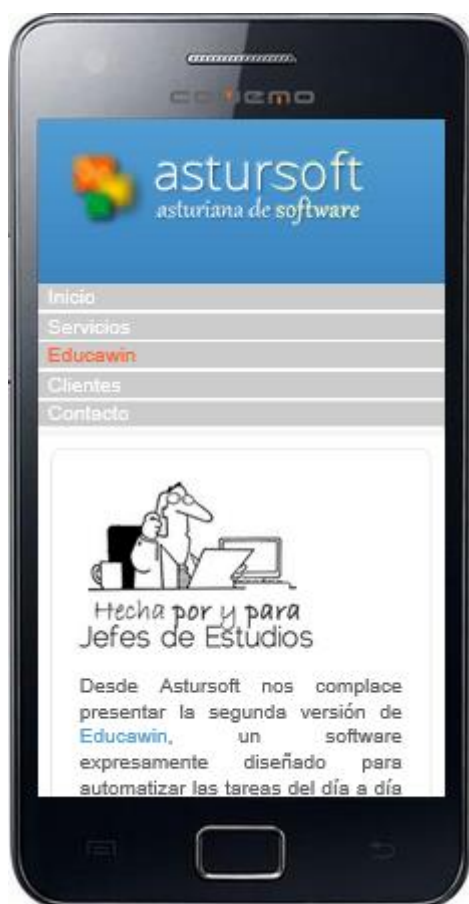 astursoft
asturiana de software
Inicio
Servicios
Educawin
Clientes
Contacto
Hecha por y para
Jefes de Estudios
Desde Astursoft nos complace
presentar la segunda versión de
Educawin, un software
expresamente diseñado para
automatizar las tareas del día a día